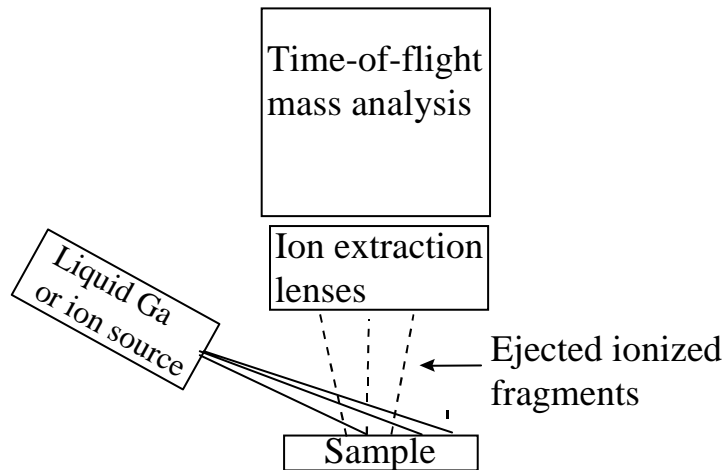 Time-of-flight
mass analysis
Ion extraction
lenses
Liquid Ga
or ion source
Ejected ionized
fragments
Sample